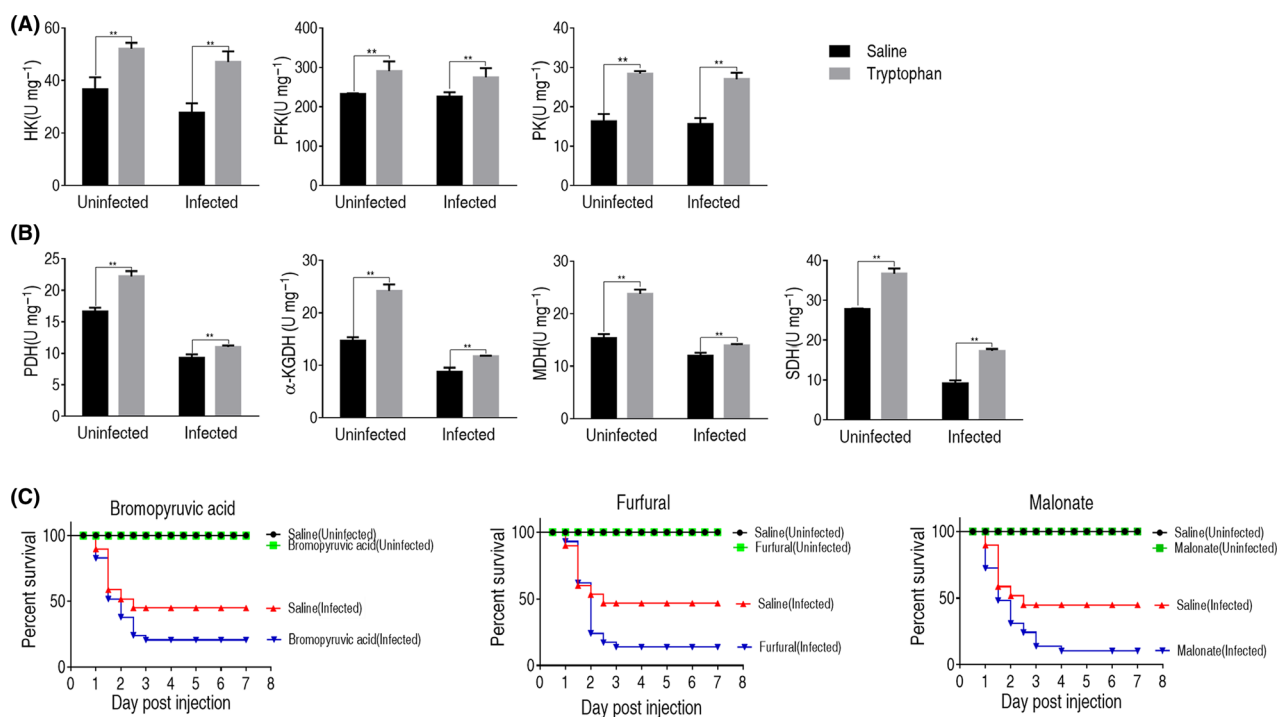 (A)
HK(U mg⁻¹)
60
40
20
0
**
**
Uninfected
Infected
PFK(U mg⁻¹)
400
300
200
100
0
**
**
Uninfected
Infected
PK(U mg⁻¹)
40
30
20
10
0
**
**
Uninfected
Infected
Saline
Tryptophan
(B)
PDH(U mg⁻¹)
25
20
15
10
5
0
**
**
Uninfected
Infected
α-KGDH (U mg⁻¹)
30
20
10
0
**
**
Uninfected
Infected
MDH(U mg⁻¹)
30
20
10
0
**
**
Uninfected
Infected
SDH(U mg⁻¹)
40
30
20
10
0
**
**
Uninfected
Infected
(C)
Bromopyruvic acid
Percent survival
100
50
0
0 1 2 3 4 5 6 7 8
Day post injection
Saline(Uninfected)
Bromopyruvic acid(Uninfected)
Saline(Infected)
Bromopyruvic acid(Infected)
Furfural
Percent survival
100
50
0
0 1 2 3 4 5 6 7 8
Day post injection
Saline(Uninfected)
Furfural(Uninfected)
Saline(Infected)
Furfural(Infected)
Malonate
Percent survival
100
50
0
0 1 2 3 4 5 6 7 8
Day post injection
Saline(Uninfected)
Malonate(Uninfected)
Saline(Infected)
Malonate(Infected)